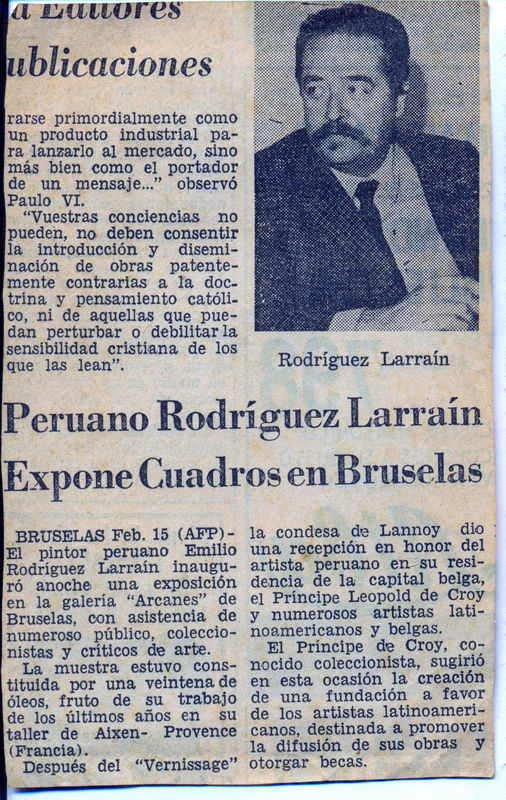 a Editores
ublicaciones
rarse primordialmente como
un producto industrial pa-
ra lanzarlo al mercado, sino
más bien como el portador
de un mensaje..." observó
Paulo VI.
"Vuestras conciencias no
pueden, no deben consentir
la introducción y disemi-
nación de obras patente-
mente contrarias a la doc-
trina y pensamiento católi-
co, ni de aquellas que pue-
dan perturbar o debilitar la
sensibilidad cristiana de los
que las lean".
Rodríguez Larraín
Peruano Rodríguez Larraín
Expone Cuadros en Bruselas
BRUSELAS Feb. 15 (AFP)-
El pintor peruano Emilio
Rodríguez Larraín inaugu-
ró anoche una exposición
en la galería "Arcanes" de
Bruselas, con asistencia de
numeroso público, coleccio-
nistas y críticos de arte.
La muestra estuvo cons-
tituida por una veintena de
óleos, fruto de su trabajo
de los últimos años en su
taller de Aixen- Provence
(Francia).
Después del "Vernissage"
la condesa de Lannoy dio
una recepción en honor del
artista peruano en su resi-
dencia de la capital belga,
el Príncipe Leopold de Croy
y numerosos artistas lati-
noamericanos y belgas.
El Príncipe de Croy, co-
nocido coleccionista, sugirió
en esta ocasión la creación
de una fundación a favor
de los artistas latinoameri-
canos, destinada a promover
la difusión de sus obras y
otorgar becas.